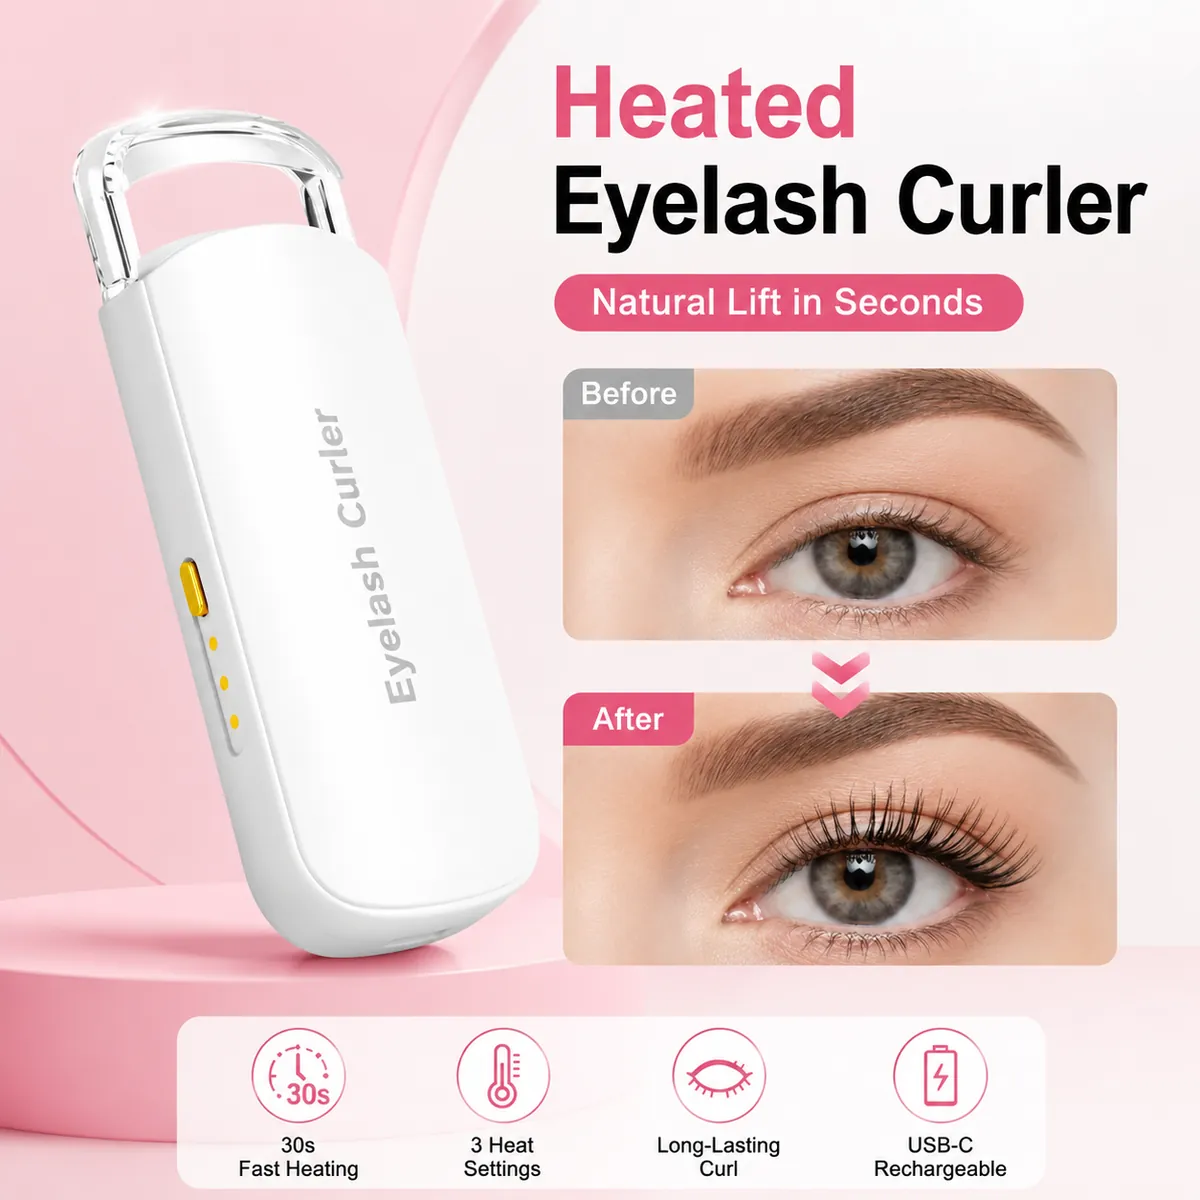 Heated
Eyelash Curler
Natural Lift in Seconds
Before
After
Eyelash Curler
30s
30s
Fast Heating
3 Heat
Settings
Long-Lasting
Curl
USB-C
Rechargeable